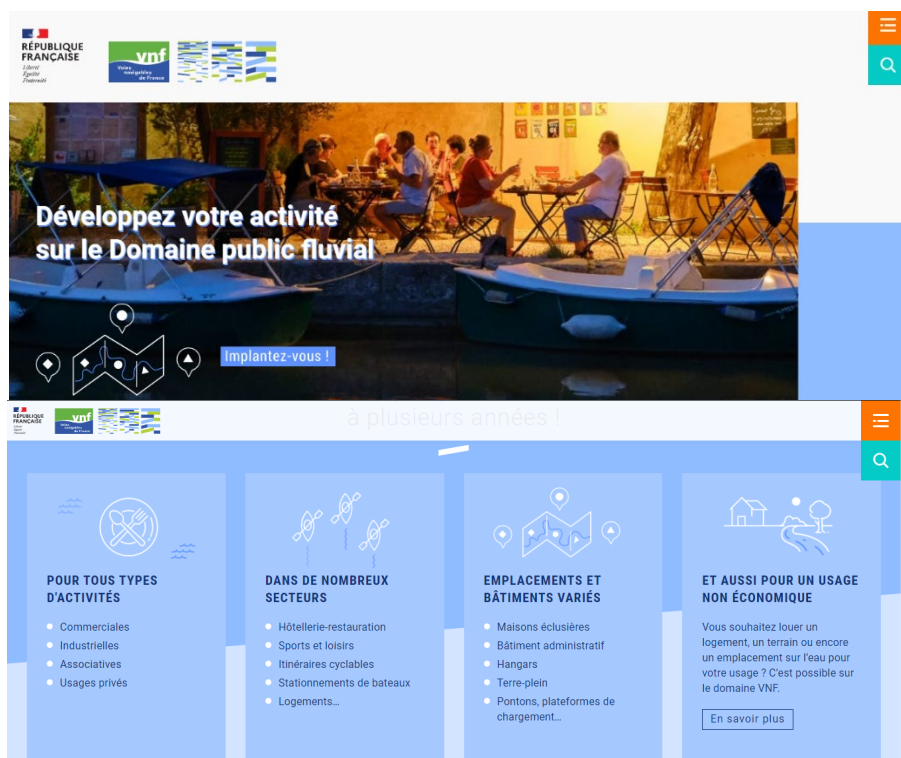 RÉPUBLIQUE
FRANÇAISE
Liberté
Égalité
Fraternité
vnf
Voies
navigables
de France
Développez votre activité
sur le Domaine public fluvial
Implantez-vous !
RÉPUBLIQUE
FRANÇAISE
vnf
à plusieurs années !
POUR TOUS TYPES
D'ACTIVITÉS
Commerciales
Industrielles
Associatives
Usages privés
DANS DE NOMBREUX
SECTEURS
Hôtellerie-restauration
Sports et loisirs
Itinéraires cyclables
Stationnements de bateaux
Logements…
EMPLACEMENTS ET
BÂTIMENTS VARIÉS
Maisons éclusières
Bâtiment administratif
Hangars
Terre-plein
Pontons, plateformes de
chargement…
ET AUSSI POUR UN USAGE
NON ÉCONOMIQUE
Vous souhaitez louer un
logement, un terrain ou encore
un emplacement sur l'eau pour
votre usage ? C'est possible sur
le domaine VNF.
En savoir plus